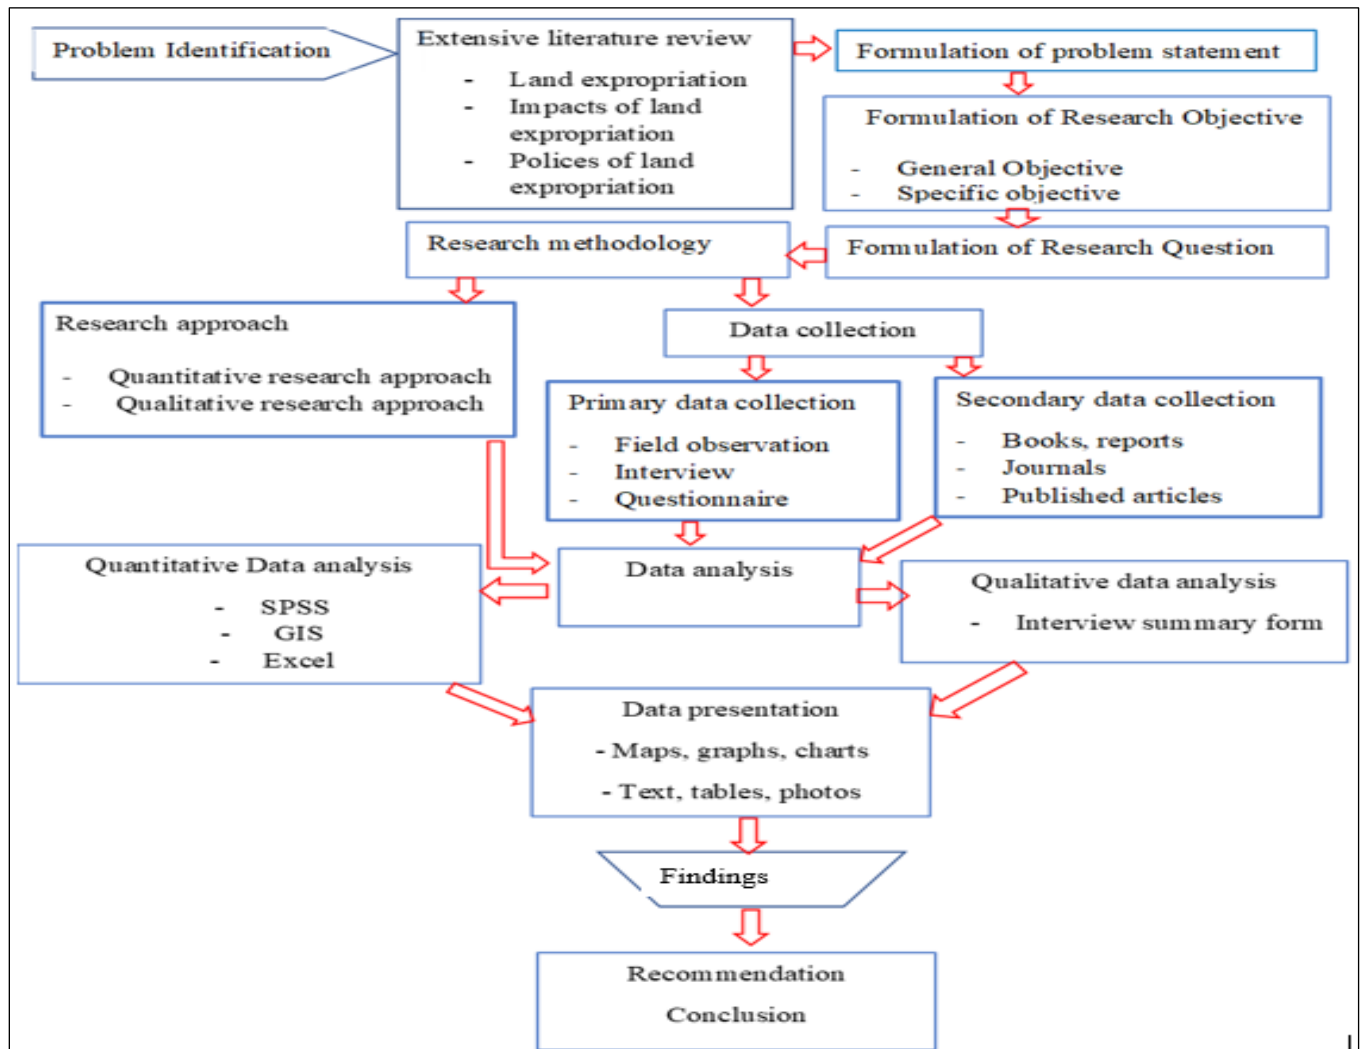 Problem Identification
Extensive literature review
- Land expropriation
- Impacts of land
expropriation
- Polices of land
expropriation
Formulation of problem statement
Formulation of Research Objective
- General Objective
- Specific objective
Formulation of Research Question
Research methodology
Research approach
- Quantitative research approach
- Qualitative research approach
Data collection
Primary data collection
- Field observation
- Interview
- Questionnaire
Secondary data collection
- Books, reports
- Journals
- Published articles
Data analysis
Quantitative Data analysis
- SPSS
- GIS
- Excel
Qualitative data analysis
- Interview summary form
Data presentation
- Maps, graphs, charts
- Text, tables, photos
Findings
Recommendation
Conclusion